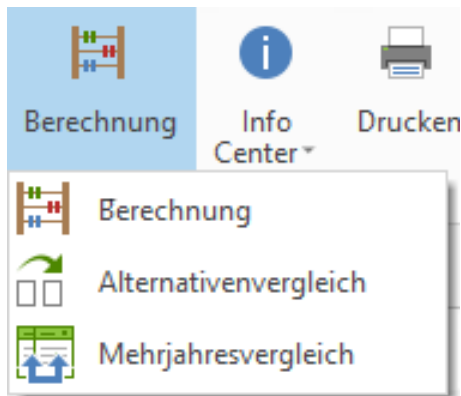 Berechnung
Info
Center
Drucken
Berechnung
Alternativenvergleich
Mehrjahresvergleich